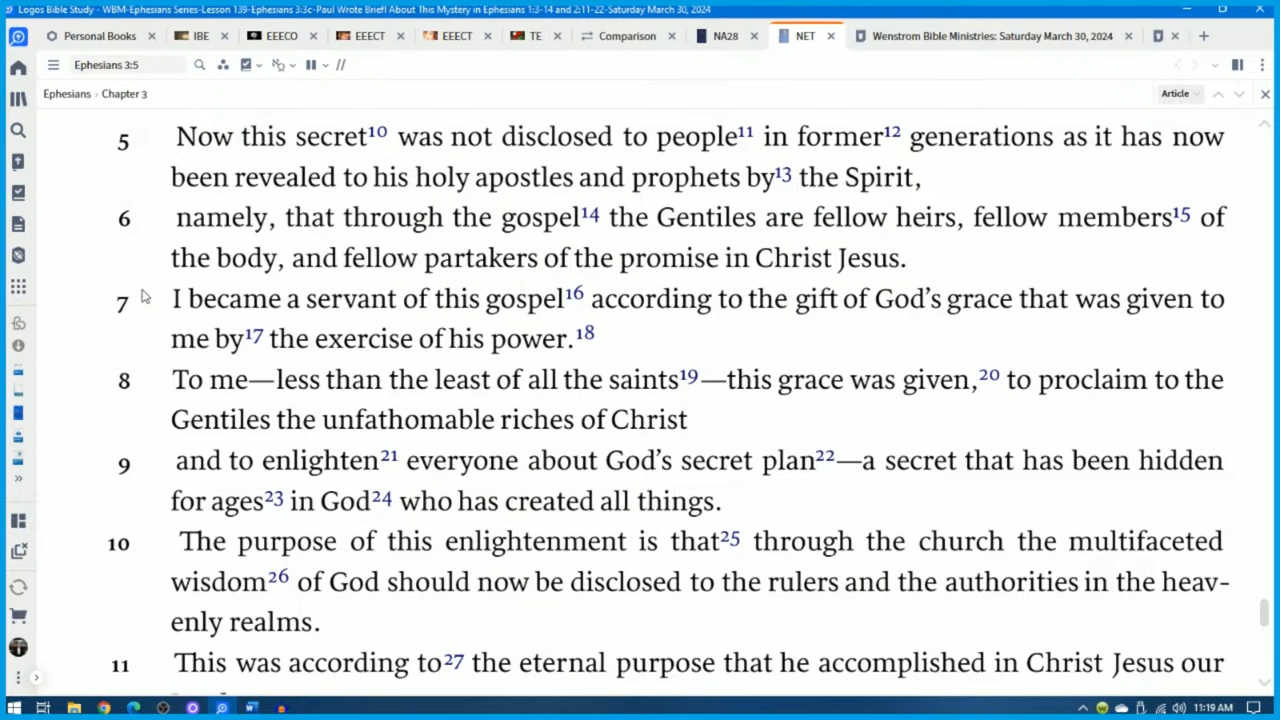 Logos Bible Study - WBM-Ephesians Series-Lesson 139-Ephesians 3:3c-Paul Wrote Briefl About This Mystery in Ephesians 1:3-14 and 2:11-22-Saturday March 30, 2024
Personal Books IBE EEECO EEECT EEECT TE Comparison NA28 NET Wenstrom Bible Ministries: Saturday March 30, 2024
Ephesians 3:5
Ephesians › Chapter 3 Article
5 Now this secret10 was not disclosed to people11 in former12 generations as it has now
been revealed to his holy apostles and prophets by13 the Spirit,
6 namely, that through the gospel14 the Gentiles are fellow heirs, fellow members15 of
the body, and fellow partakers of the promise in Christ Jesus.
7 I became a servant of this gospel16 according to the gift of God’s grace that was given to
me by17 the exercise of his power.18
8 To me—less than the least of all the saints19—this grace was given,20 to proclaim to the
Gentiles the unfathomable riches of Christ
9 and to enlighten21 everyone about God’s secret plan22—a secret that has been hidden
for ages23 in God24 who has created all things.
10 The purpose of this enlightenment is that25 through the church the multifaceted
wisdom26 of God should now be disclosed to the rulers and the authorities in the heav-
enly realms.
11 This was according to27 the eternal purpose that he accomplished in Christ Jesus our
11:19 AM